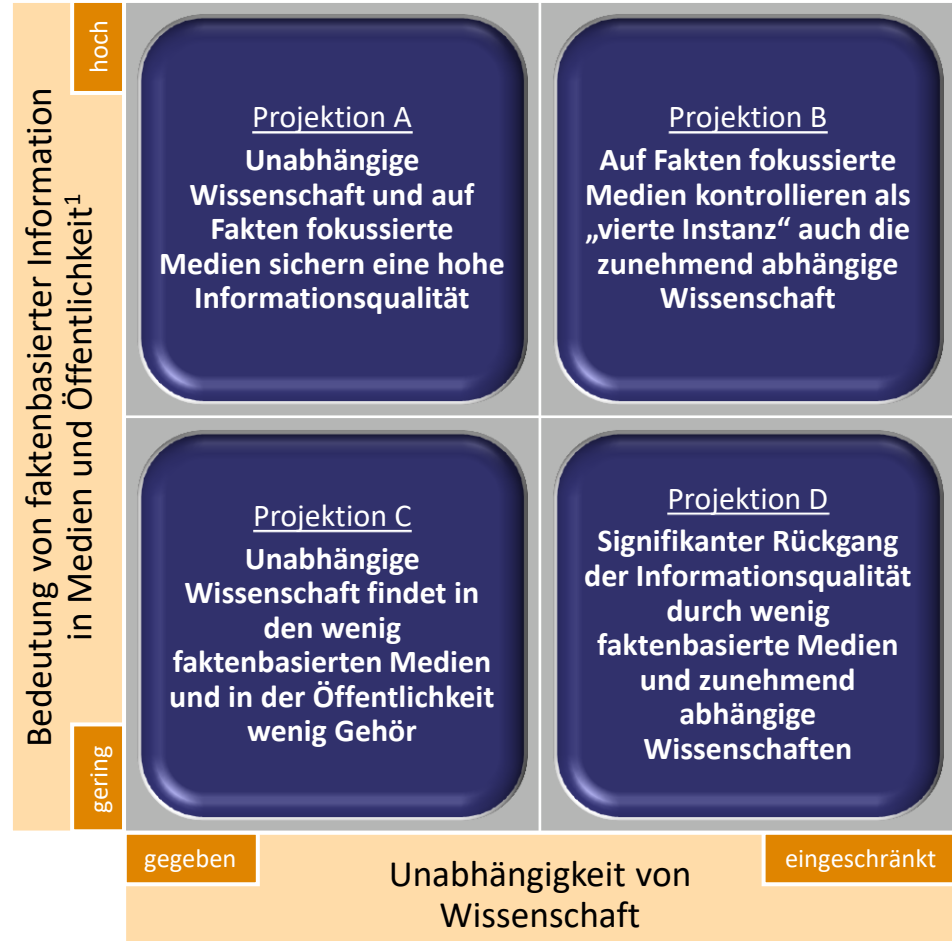 Bedeutung von faktenbasierter Information
in Medien und Öffentlichkeit¹
hoch
gering
Projektion A
Unabhängige
Wissenschaft und auf
Fakten fokussierte
Medien sichern eine hohe
Informationsqualität
Projektion B
Auf Fakten fokussierte
Medien kontrollieren als
„vierte Instanz“ auch die
zunehmend abhängige
Wissenschaft
Projektion C
Unabhängige
Wissenschaft findet in
den wenig
faktenbasierten Medien
und in der Öffentlichkeit
wenig Gehör
Projektion D
Signifikanter Rückgang
der Informationsqualität
durch wenig
faktenbasierte Medien
und zunehmend
abhängige
Wissenschaften
gegeben
Unabhängigkeit von
Wissenschaft
eingeschränkt